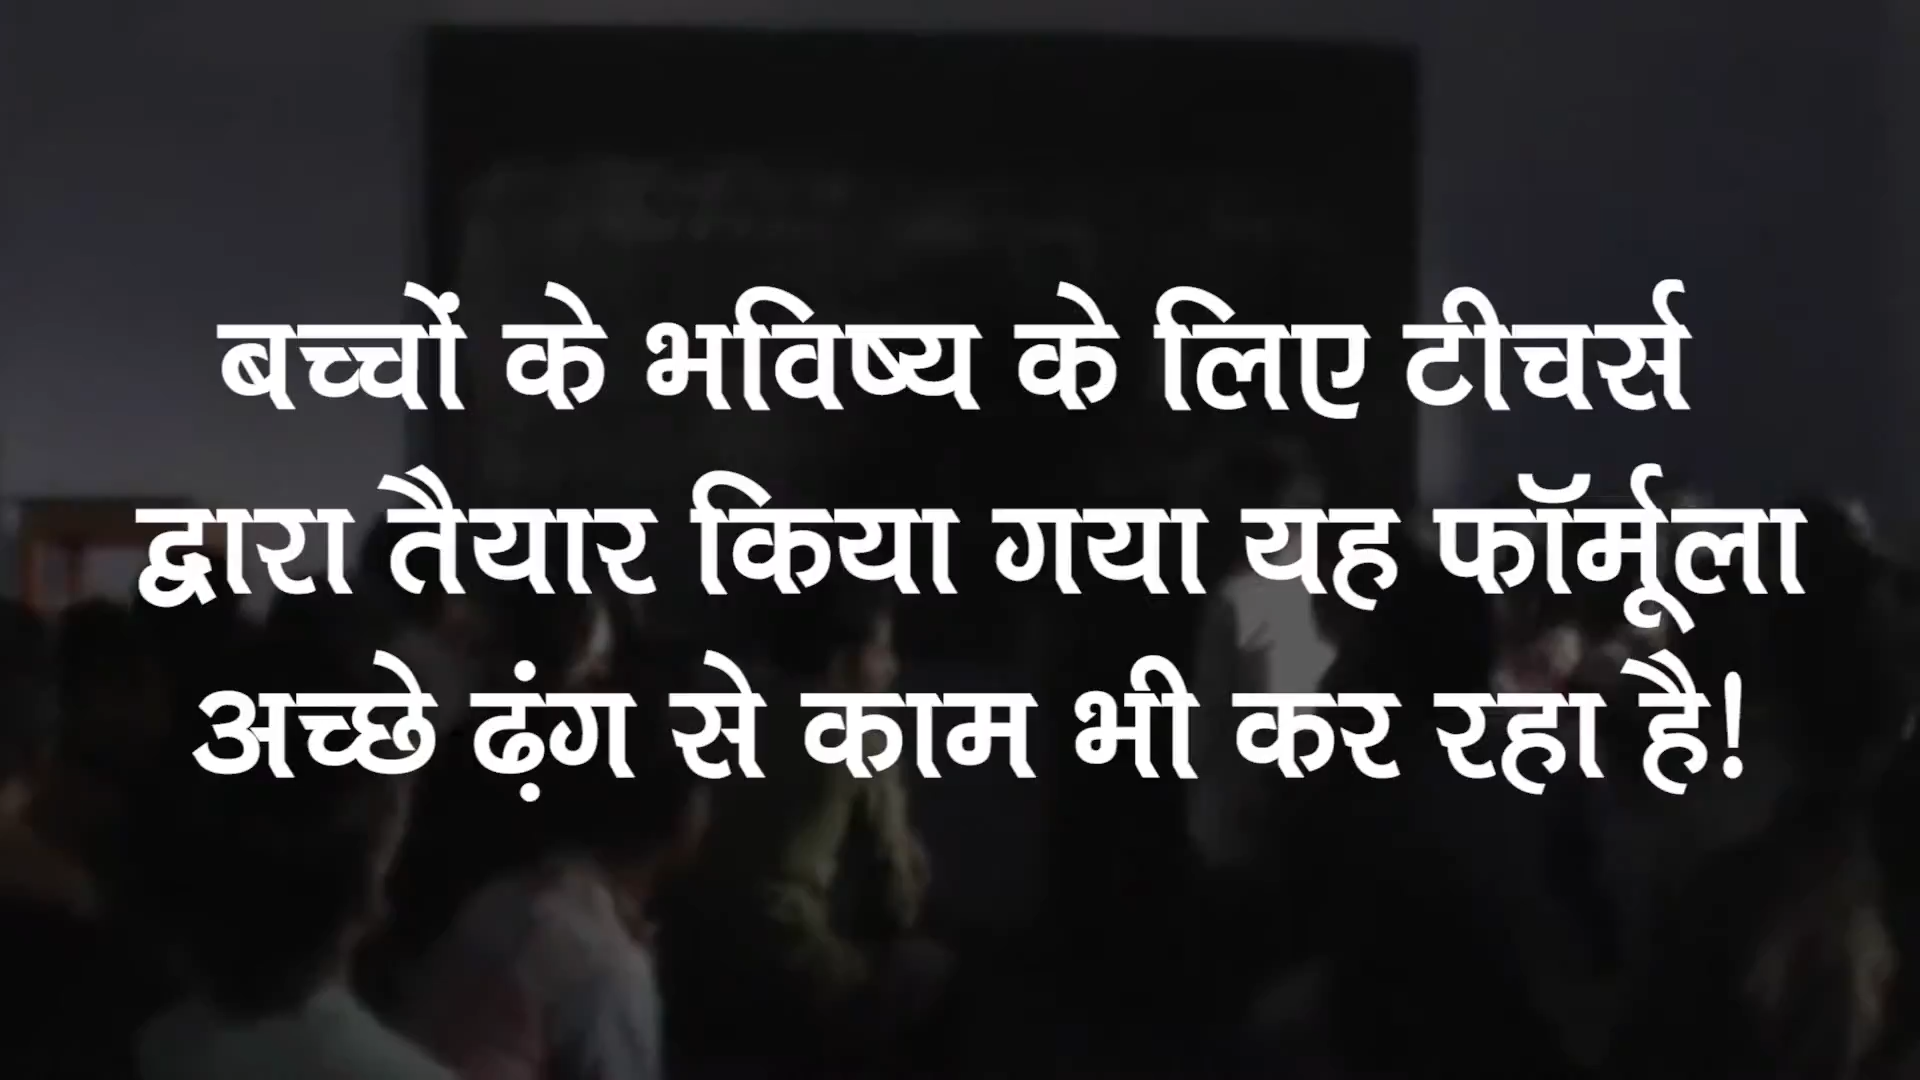 बच्चों के भविष्य के लिए टीचर्स
द्वारा तैयार किया गया यह फॉर्मूला
अच्छे ढ़ंग से काम भी कर रहा है!